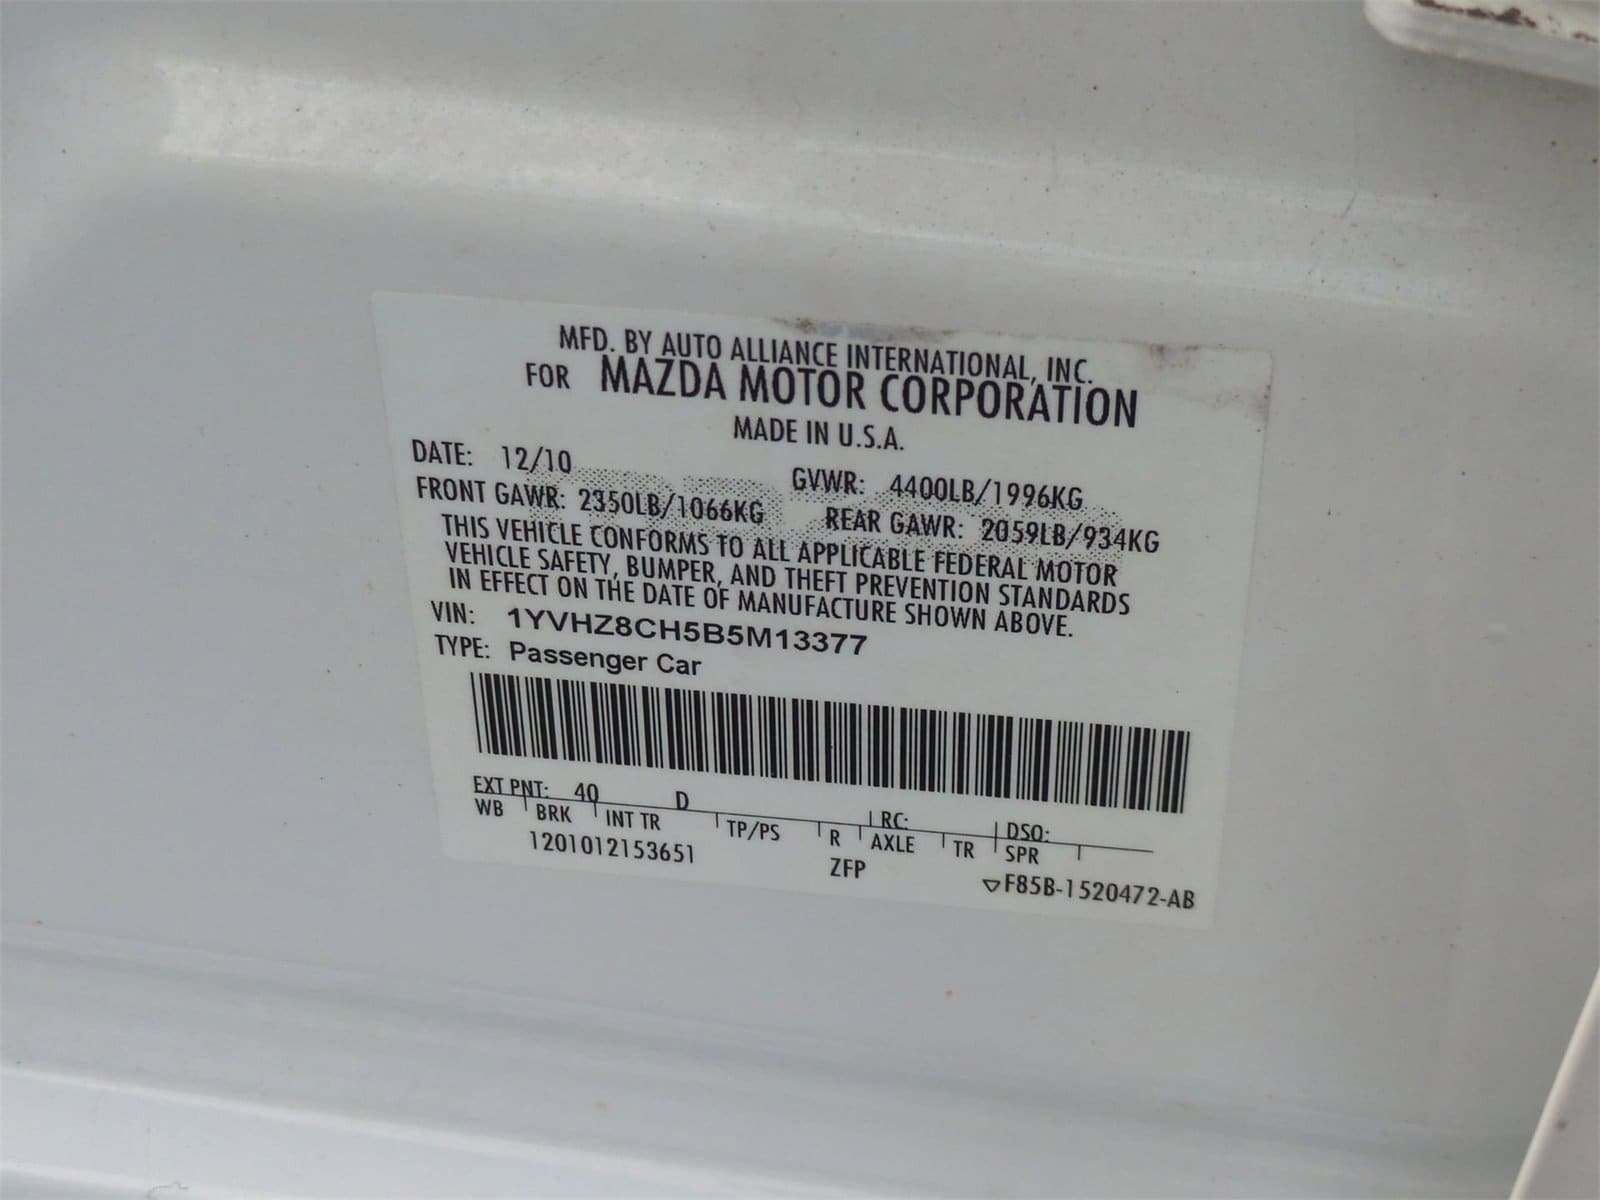 MFD. BY AUTO ALLIANCE INTERNATIONAL, INC.
FOR MAZDA MOTOR CORPORATION
MADE IN U.S.A.
DATE: 12/10 GVWR: 4400LB/1996KG
FRONT GAWR: 2350LB/1066KG REAR GAWR: 2059LB/934KG
THIS VEHICLE CONFORMS TO ALL APPLICABLE FEDERAL MOTOR
VEHICLE SAFETY, BUMPER, AND THEFT PREVENTION STANDARDS
IN EFFECT ON THE DATE OF MANUFACTURE SHOWN ABOVE.
VIN: 1YVHZ8CH5B5M13377
TYPE: Passenger Car
EXT PNT: 40 D RC: DSO:
WB BRK INT TR TP/PS R AXLE TR SPR
1201012153651 ZFP ▽F85B-1520472-AB